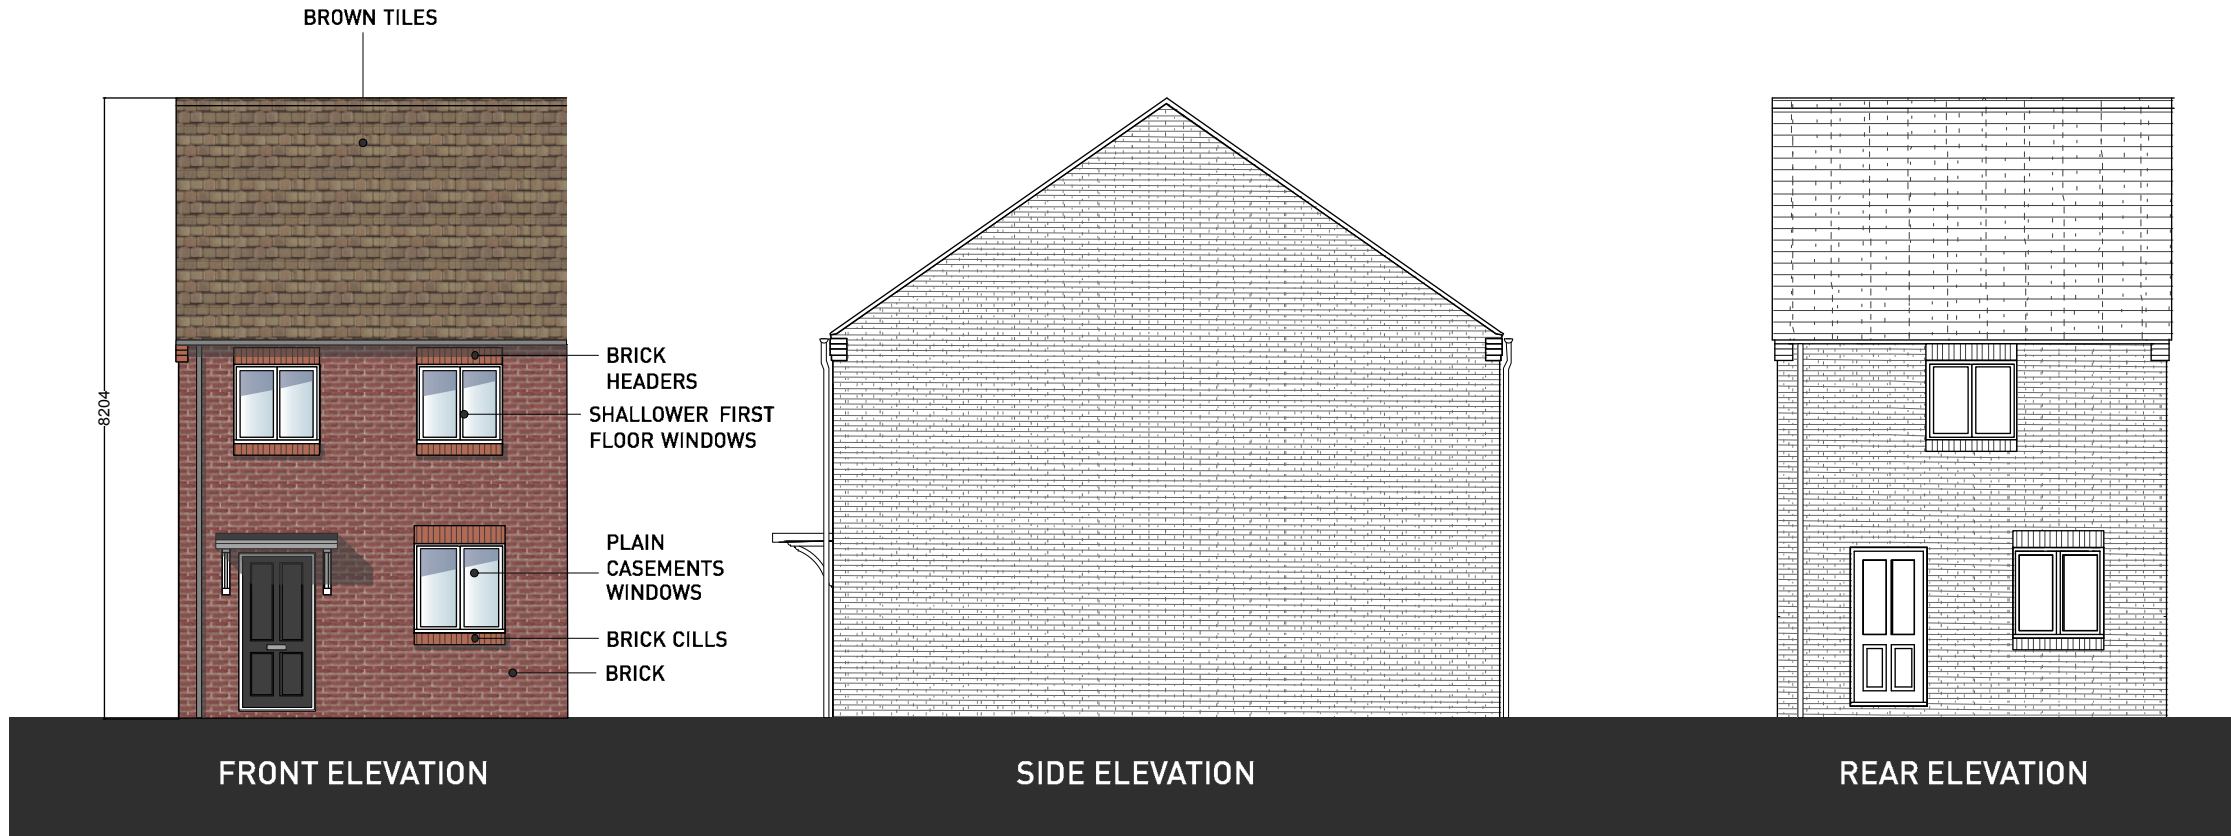 BROWN TILES
8204
BRICK
HEADERS
SHALLOWER FIRST
FLOOR WINDOWS
PLAIN
CASEMENTS
WINDOWS
BRICK CILLS
BRICK
FRONT ELEVATION
SIDE ELEVATION
REAR ELEVATION